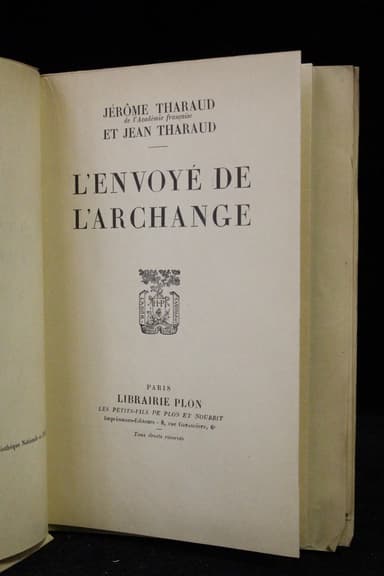 JÉRÔME THARAUD
de l'Académie française
ET JEAN THARAUD
L'ENVOYÉ DE
L'ARCHANGE
PARIS
LIBRAIRIE PLON
LES PETITS-FILS DE PLON ET NOURRIT
Imprimeurs-Éditeurs - 8, rue Garancière, 6e
Tous droits réservés
Nationale